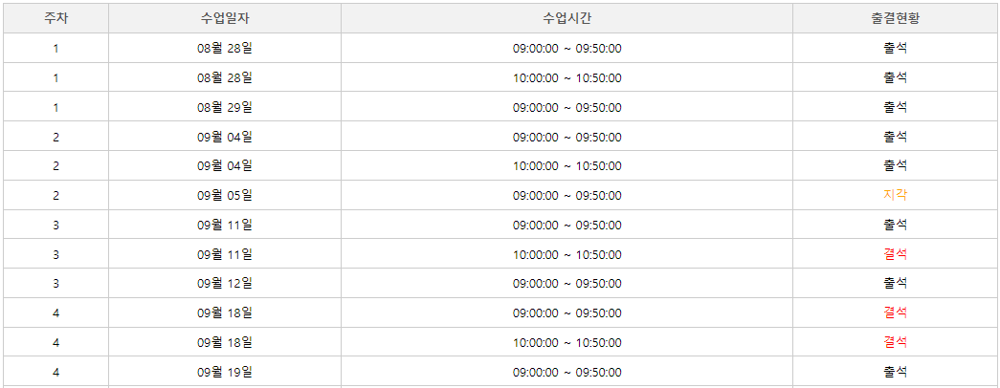 주차 수업일자 수업시간 출결현황
1 08월 28일 09:00:00 ~ 09:50:00 출석
1 08월 28일 10:00:00 ~ 10:50:00 출석
1 08월 29일 09:00:00 ~ 09:50:00 출석
2 09월 04일 09:00:00 ~ 09:50:00 출석
2 09월 04일 10:00:00 ~ 10:50:00 출석
2 09월 05일 09:00:00 ~ 09:50:00 지각
3 09월 11일 09:00:00 ~ 09:50:00 출석
3 09월 11일 10:00:00 ~ 10:50:00 결석
3 09월 12일 09:00:00 ~ 09:50:00 출석
4 09월 18일 09:00:00 ~ 09:50:00 결석
4 09월 18일 10:00:00 ~ 10:50:00 결석
4 09월 19일 09:00:00 ~ 09:50:00 출석